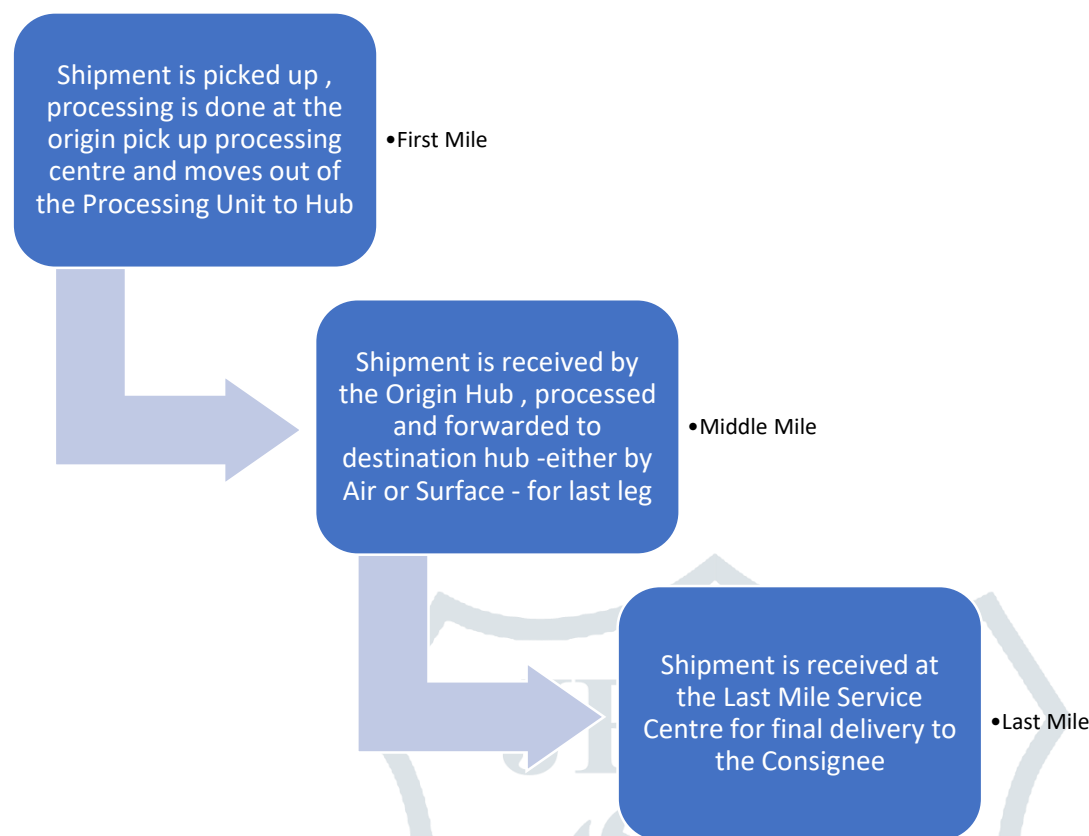 Shipment is picked up ,
processing is done at the
origin pick up processing
centre and moves out of
the Processing Unit to Hub
•First Mile
Shipment is received by
the Origin Hub , processed
and forwarded to
destination hub -either by
Air or Surface - for last leg
•Middle Mile
Shipment is received at
the Last Mile Service
Centre for final delivery to
the Consignee
•Last Mile